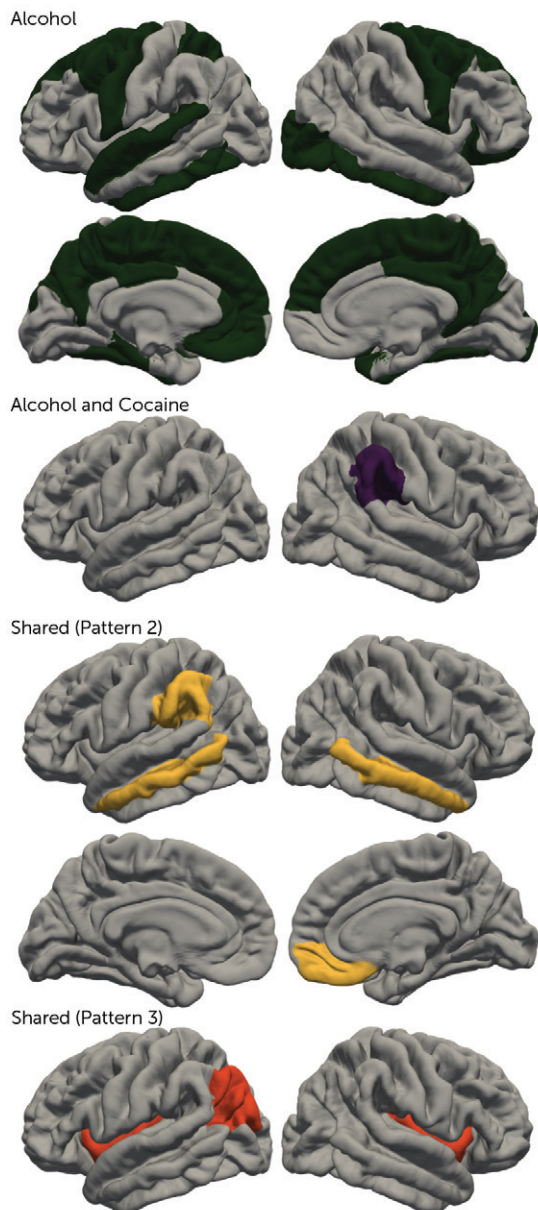 Alcohol
Alcohol and Cocaine
Shared (Pattern 2)
Shared (Pattern 3)